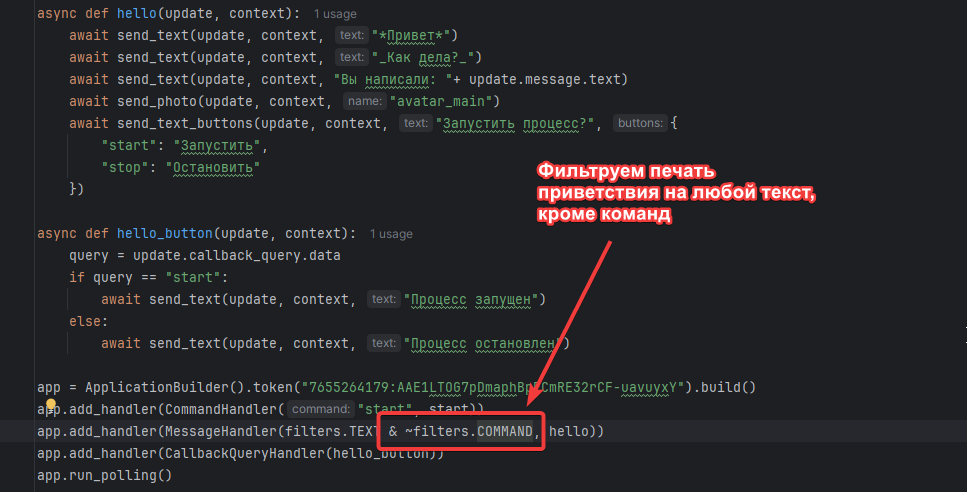 async def hello(update, context): 1 usage
await send_text(update, context, text: "*Привет*")
await send_text(update, context, text: "_Как дела?_")
await send_text(update, context, "Вы написали: "+ update.message.text)
await send_photo(update, context, name: "avatar_main")
await send_text_buttons(update, context, text: "Запустить процесс?", buttons: {
"start": "Запустить",
"stop": "Остановить"
})
Фильтруем печать
приветствия на любой текст,
кроме команд
async def hello_button(update, context): 1 usage
query = update.callback_query.data
if query == "start":
await send_text(update, context, text: "Процесс запущен")
else:
await send_text(update, context, text: "Процесс остановлен")
app = ApplicationBuilder().token(").build()
app.add_handler(CommandHandler( command: "start", start))
app.add_handler(MessageHandler(filters.TEXT & ~filters.COMMAND, hello))
app.add_handler(CallbackQueryHandler(hello_button))
app.run_polling()